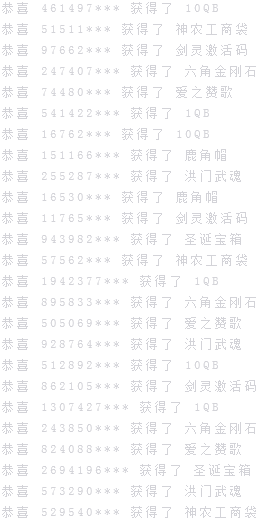 恭喜 461497*** 获得了 10QB
恭喜 51511*** 获得了 神农工商袋
恭喜 97662*** 获得了 剑灵激活码
恭喜 247407*** 获得了 六角金刚石
恭喜 74480*** 获得了 爱之赞歌
恭喜 541422*** 获得了 1QB
恭喜 16762*** 获得了 10QB
恭喜 151166*** 获得了 鹿角帽
恭喜 255287*** 获得了 洪门武魂
恭喜 16530*** 获得了 鹿角帽
恭喜 11765*** 获得了 剑灵激活码
恭喜 943982*** 获得了 圣诞宝箱
恭喜 57562*** 获得了 神农工商袋
恭喜 1942377*** 获得了 1QB
恭喜 895833*** 获得了 六角金刚石
恭喜 505069*** 获得了 爱之赞歌
恭喜 928764*** 获得了 洪门武魂
恭喜 512892*** 获得了 10QB
恭喜 862105*** 获得了 剑灵激活码
恭喜 1307427*** 获得了 1QB
恭喜 243850*** 获得了 六角金刚石
恭喜 824088*** 获得了 爱之赞歌
恭喜 2694196*** 获得了 圣诞宝箱
恭喜 573290*** 获得了 洪门武魂
恭喜 529540*** 获得了 神农工商袋